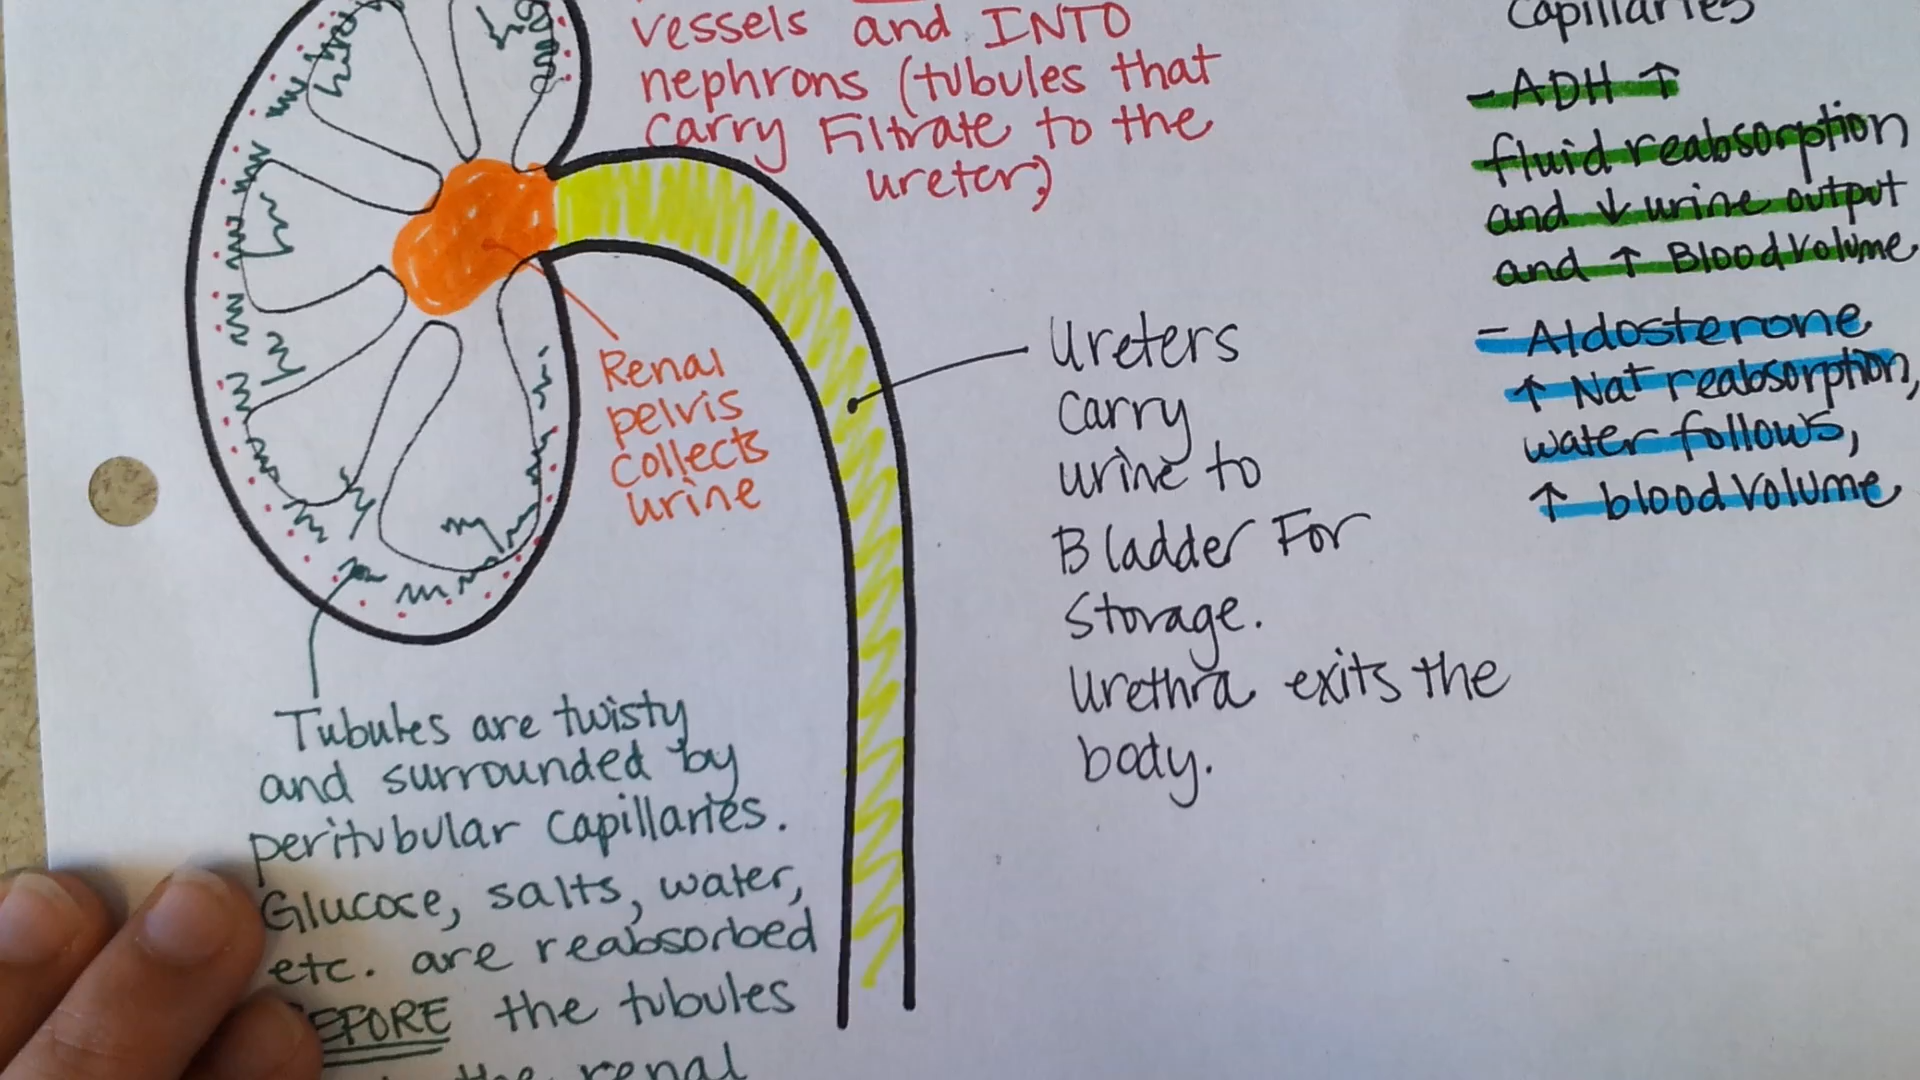 vessels and INTO
nephrons (tubules that
carry Filtrate to the
ureter)
Renal
pelvis
collects
urine
Tubules are twisty
and surrounded by
peritubular capillaries.
Glucose, salts, water,
etc. are reabsorbed
BEFORE the tubules
the renal
Ureters
carry
urine to
Bladder For
Storage.
Urethra exits the
body.
Capillaries
- ADH ↑
fluid reabsorption
and ↓ urine output
and ↑ Blood Volume
- Aldosterone
↑ Na+ reabsorption,
water follows,
↑ blood Volume